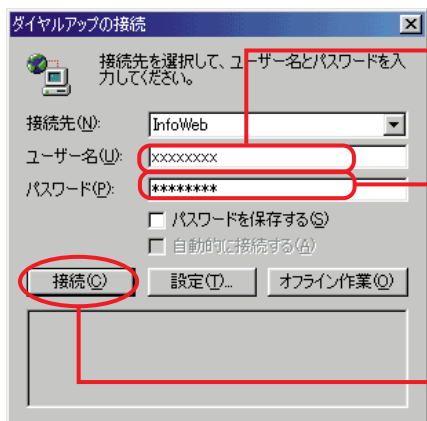 ダイヤルアップの接続
接続先を選択して、ユーザー名とパスワードを入
力してください。
接続先(N): InfoWeb
ユーザー名(U): xxxxxxxx
パスワード(P): ********
パスワードを保存する(S)
自動的に接続する(A)
接続(C) 設定(T)... オフライン作業(O)